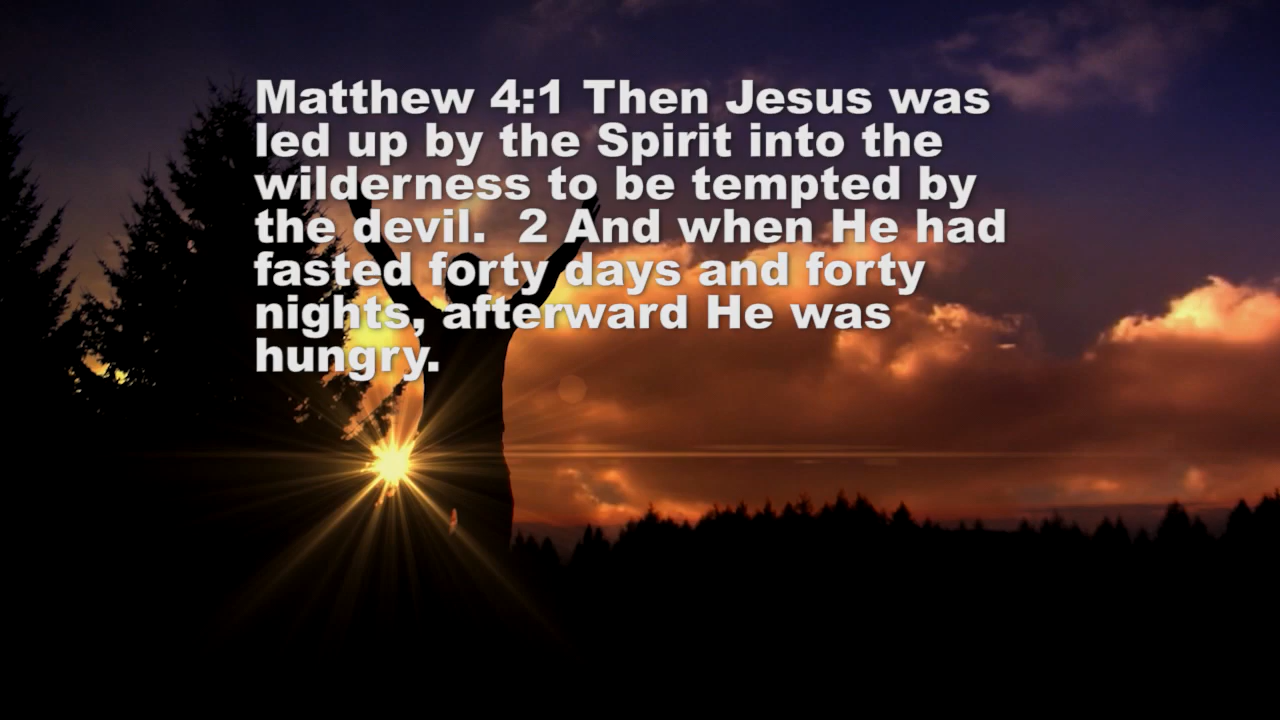 Matthew 4:1 Then Jesus was
led up by the Spirit into the
wilderness to be tempted by
the devil.  2 And when He had
fasted forty days and forty
nights, afterward He was
hungry.